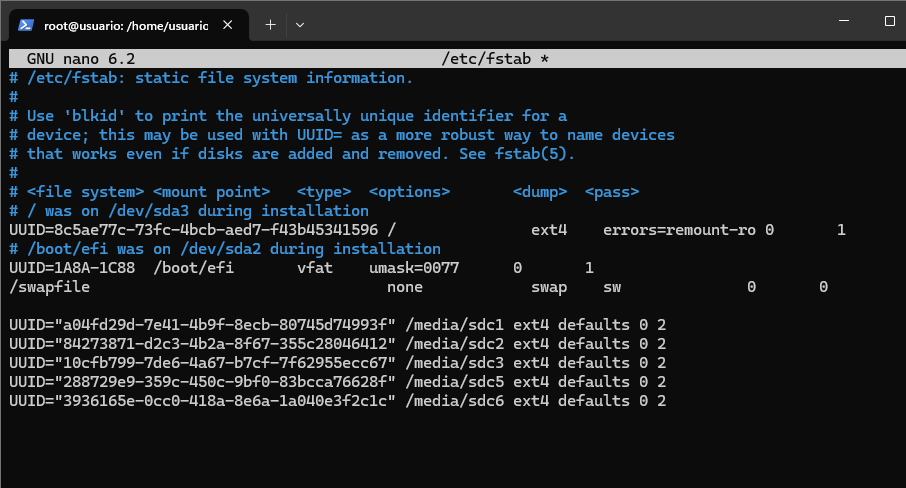 root@usuario: /home/usuario
GNU nano 6.2 /etc/fstab *
# /etc/fstab: static file system information.
#
# Use 'blkid' to print the universally unique identifier for a
# device; this may be used with UUID= as a more robust way to name devices
# that works even if disks are added and removed. See fstab(5).
#
# <file system> <mount point>   <type>  <options>       <dump>  <pass>
# / was on /dev/sda3 during installation
UUID=8c5ae77c-73fc-4bcb-aed7-f43b45341596 /               ext4    errors=remount-ro 0       1
# /boot/efi was on /dev/sda2 during installation
UUID=1A8A-1C88  /boot/efi       vfat    umask=0077      0       1
/swapfile                                 none            swap    sw              0       0
UUID="a04fd29d-7e41-4b9f-8ecb-80745d74993f" /media/sdc1 ext4 defaults 0 2
UUID="84273871-d2c3-4b2a-8f67-355c28046412" /media/sdc2 ext4 defaults 0 2
UUID="10cfb799-7de6-4a67-b7cf-7f62955ecc67" /media/sdc3 ext4 defaults 0 2
UUID="288729e9-359c-450c-9bf0-83bcca76628f" /media/sdc5 ext4 defaults 0 2
UUID="3936165e-0cc0-418a-8e6a-1a040e3f2c1c" /media/sdc6 ext4 defaults 0 2